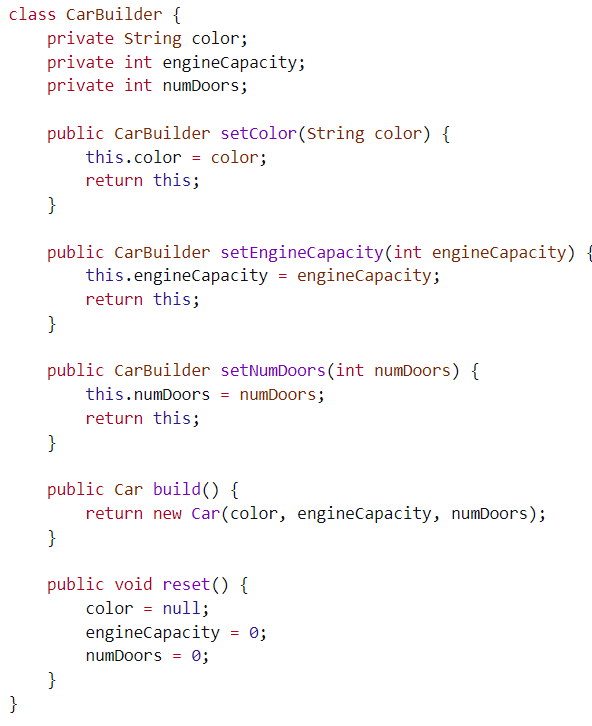 class CarBuilder {
    private String color;
    private int engineCapacity;
    private int numDoors;

    public CarBuilder setColor(String color) {
        this.color = color;
        return this;
    }

    public CarBuilder setEngineCapacity(int engineCapacity) {
        this.engineCapacity = engineCapacity;
        return this;
    }

    public CarBuilder setNumDoors(int numDoors) {
        this.numDoors = numDoors;
        return this;
    }

    public Car build() {
        return new Car(color, engineCapacity, numDoors);
    }

    public void reset() {
        color = null;
        engineCapacity = 0;
        numDoors = 0;
    }
}